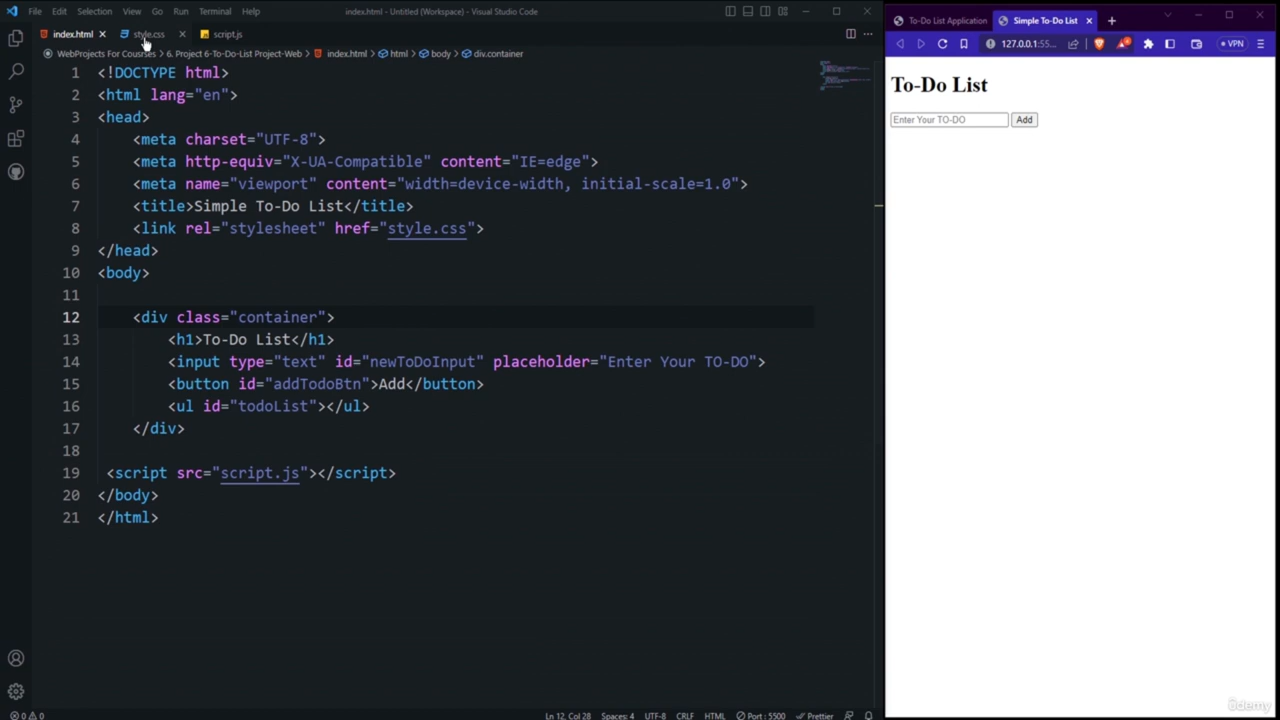 File Edit Selection View Go Run Terminal Help
index.html - Untitled (Workspace) - Visual Studio Code
index.html style.css script.js
WebProjects For Courses > 6. Project 6-To-Do-List Project-Web > index.html > html > body > div.container
1 <!DOCTYPE html>
2 <html lang="en">
3 <head>
4 <meta charset="UTF-8">
5 <meta http-equiv="X-UA-Compatible" content="IE=edge">
6 <meta name="viewport" content="width=device-width, initial-scale=1.0">
7 <title>Simple To-Do List</title>
8 <link rel="stylesheet" href="style.css">
9 </head>
10 <body>
11
12 <div class="container">
13 <h1>To-Do List</h1>
14 <input type="text" id="newToDoInput" placeholder="Enter Your TO-DO">
15 <button id="addTodoBtn">Add</button>
16 <ul id="todoList"></ul>
17 </div>
18
19 <script src="script.js"></script>
20 </body>
21 </html>
0 0
Ln 12, Col 28 Spaces: 4 UTF-8 CRLF HTML Port : 5500 Prettier
To-Do List Application Simple To-Do List
127.0.0.1:55... VPN
To-Do List
Enter Your TO-DO Add
ûdemy